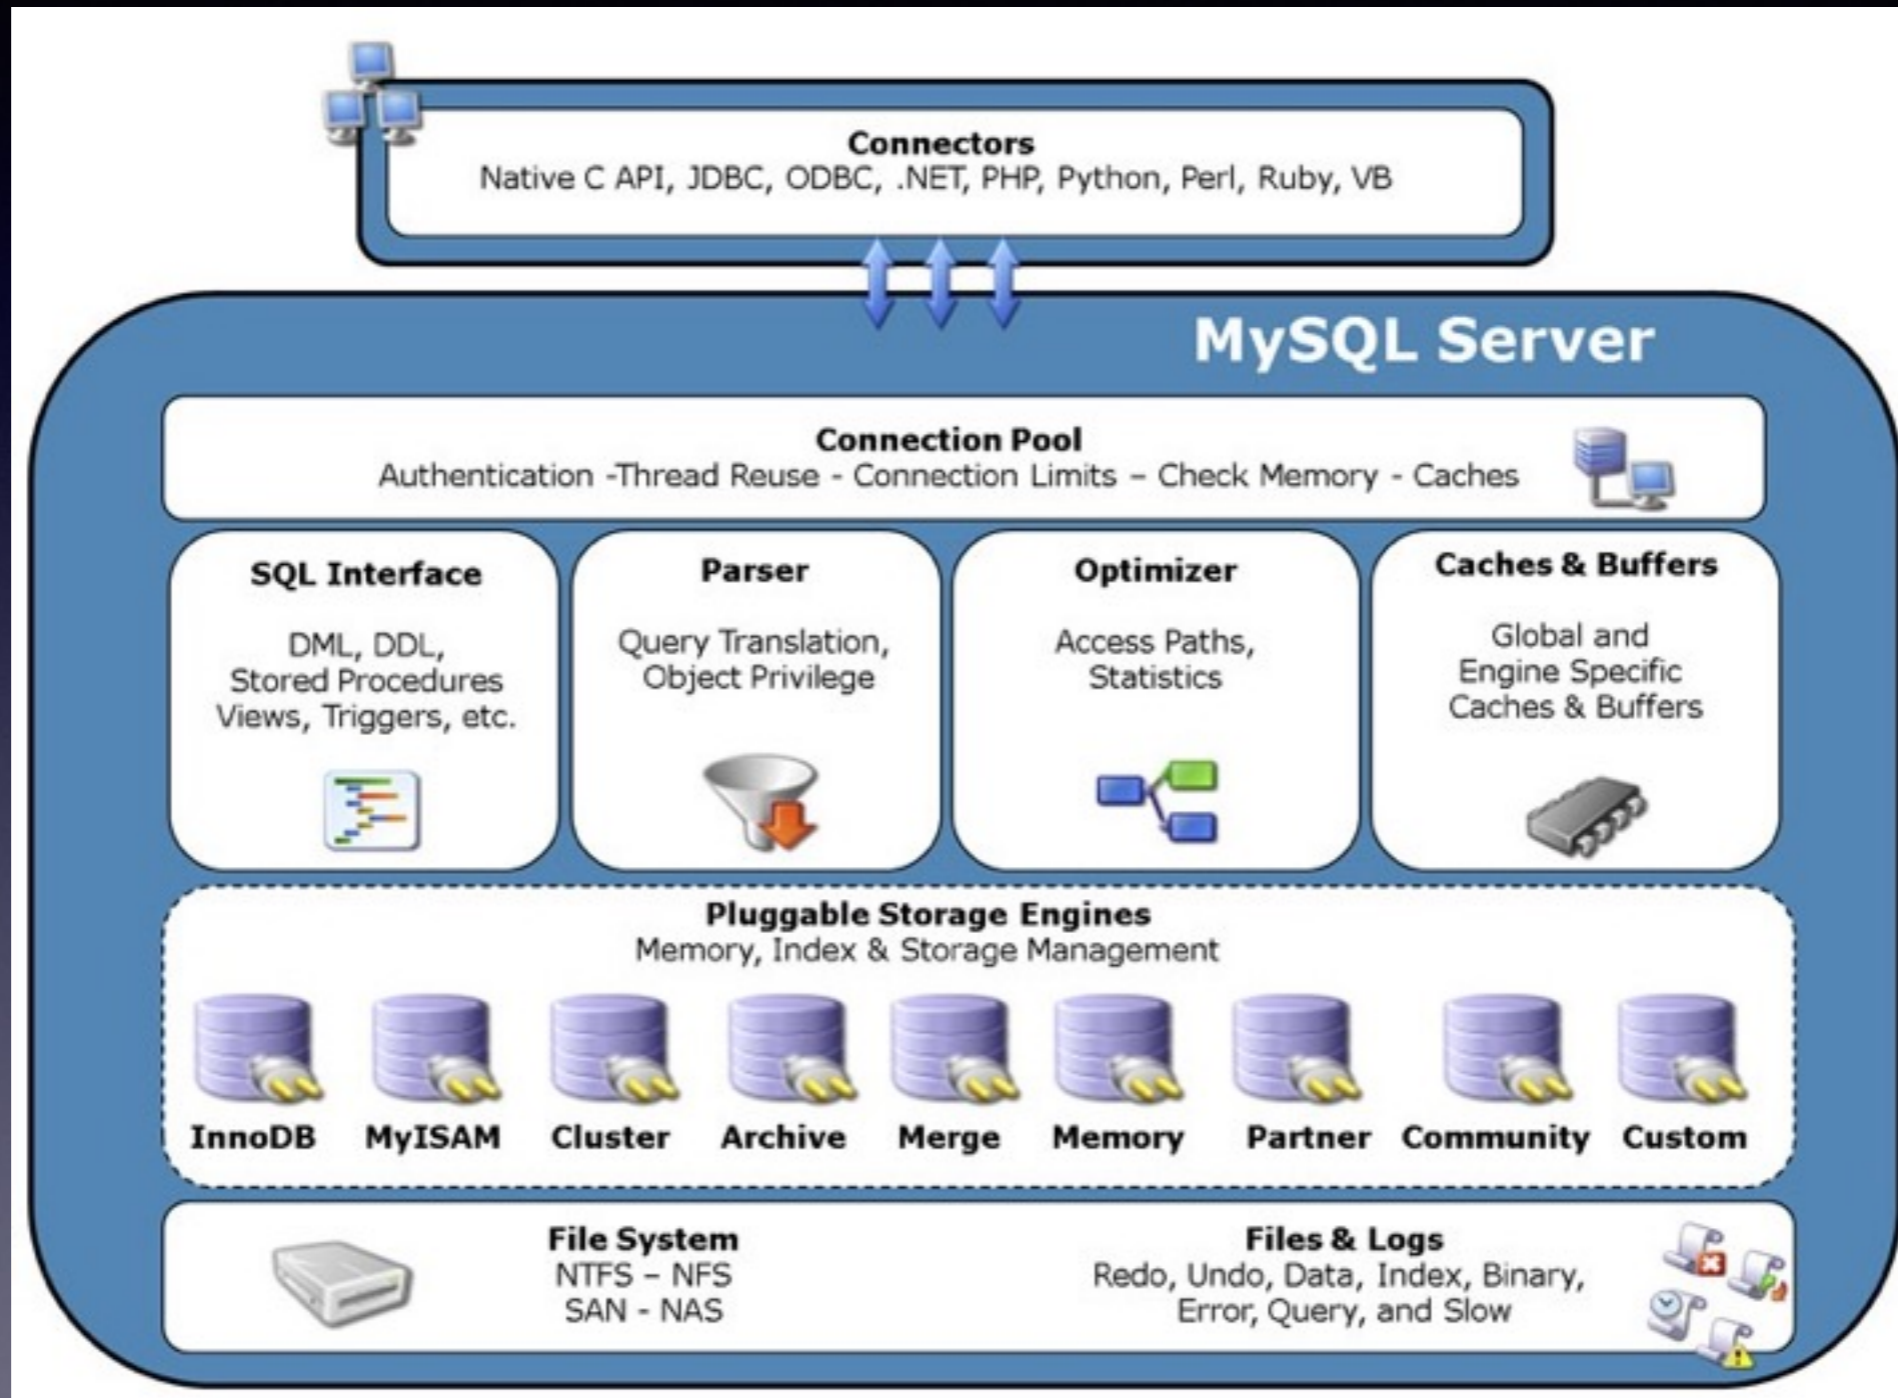 Connectors
Native C API, JDBC, ODBC, .NET, PHP, Python, Perl, Ruby, VB
MySQL Server
Connection Pool
Authentication -Thread Reuse - Connection Limits – Check Memory - Caches
SQL Interface
DML, DDL,
Stored Procedures
Views, Triggers, etc.
Parser
Query Translation,
Object Privilege
Optimizer
Access Paths,
Statistics
Caches & Buffers
Global and
Engine Specific
Caches & Buffers
Pluggable Storage Engines
Memory, Index & Storage Management
InnoDB
MyISAM
Cluster
Archive
Merge
Memory
Partner
Community
Custom
File System
NTFS – NFS
SAN - NAS
Files & Logs
Redo, Undo, Data, Index, Binary,
Error, Query, and Slow